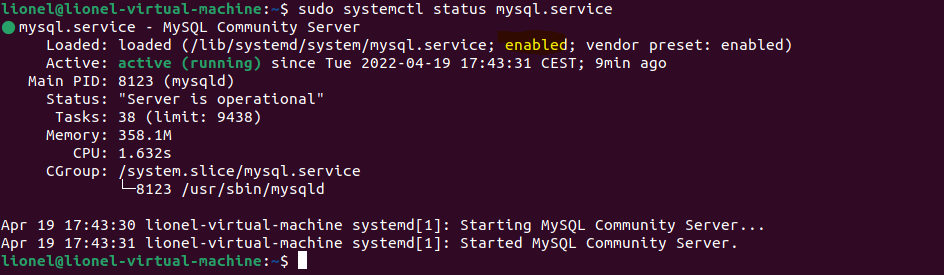 lionel@lionel-virtual-machine:~$ sudo systemctl status mysql.service
● mysql.service - MySQL Community Server
Loaded: loaded (/lib/systemd/system/mysql.service; enabled; vendor preset: enabled)
Active: active (running) since Tue 2022-04-19 17:43:31 CEST; 9min ago
Main PID: 8123 (mysqld)
Status: "Server is operational"
Tasks: 38 (limit: 9438)
Memory: 358.1M
CPU: 1.632s
CGroup: /system.slice/mysql.service
└─8123 /usr/sbin/mysqld
Apr 19 17:43:30 lionel-virtual-machine systemd[1]: Starting MySQL Community Server...
Apr 19 17:43:31 lionel-virtual-machine systemd[1]: Started MySQL Community Server.
lionel@lionel-virtual-machine:~$